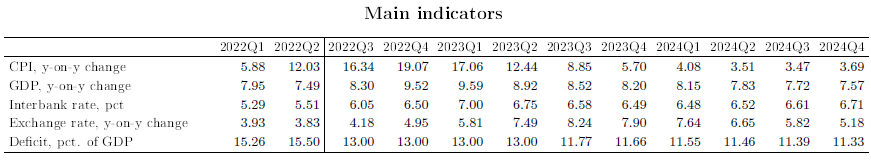 Main indicators
2022Q1 2022Q2 2022Q3 2022Q4 2023Q1 2023Q2 2023Q3 2023Q4 2024Q1 2024Q2 2024Q3 2024Q4
CPI, y-on-y change 5.88 12.03 16.34 19.07 17.06 12.44 8.85 5.70 4.08 3.51 3.47 3.69
GDP, y-on-y change 7.95 7.49 8.30 9.52 9.59 8.92 8.52 8.20 8.15 7.83 7.72 7.57
Interbank rate, pct 5.29 5.51 6.05 6.50 7.00 6.75 6.58 6.49 6.48 6.52 6.61 6.71
Exchange rate, y-on-y change 3.93 3.83 4.18 4.95 5.81 7.49 8.24 7.90 7.64 6.65 5.82 5.18
Deficit, pct. of GDP 15.26 15.50 13.00 13.00 13.00 13.00 11.77 11.66 11.55 11.46 11.39 11.33